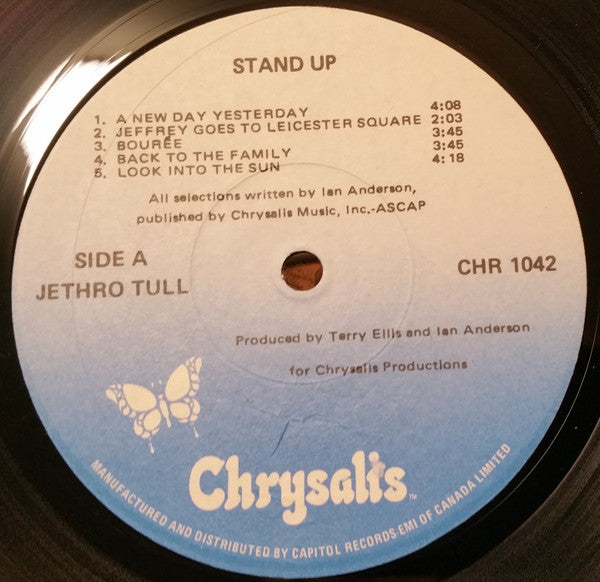 STAND UP
1. A NEW DAY YESTERDAY 4:08
2. JEFFREY GOES TO LEICESTER SQUARE 2:03
3. BOURÉE 3:45
4. BACK TO THE FAMILY 3:45
5. LOOK INTO THE SUN 4:18
All selections written by Ian Anderson,
published by Chrysalis Music, Inc.-ASCAP
SIDE A
JETHRO TULL
CHR 1042
Produced by Terry Ellis and Ian Anderson
for Chrysalis Productions
Chrysalis™
MANUFACTURED AND DISTRIBUTED BY CAPITOL RECORDS EMI OF CANADA LIMITED